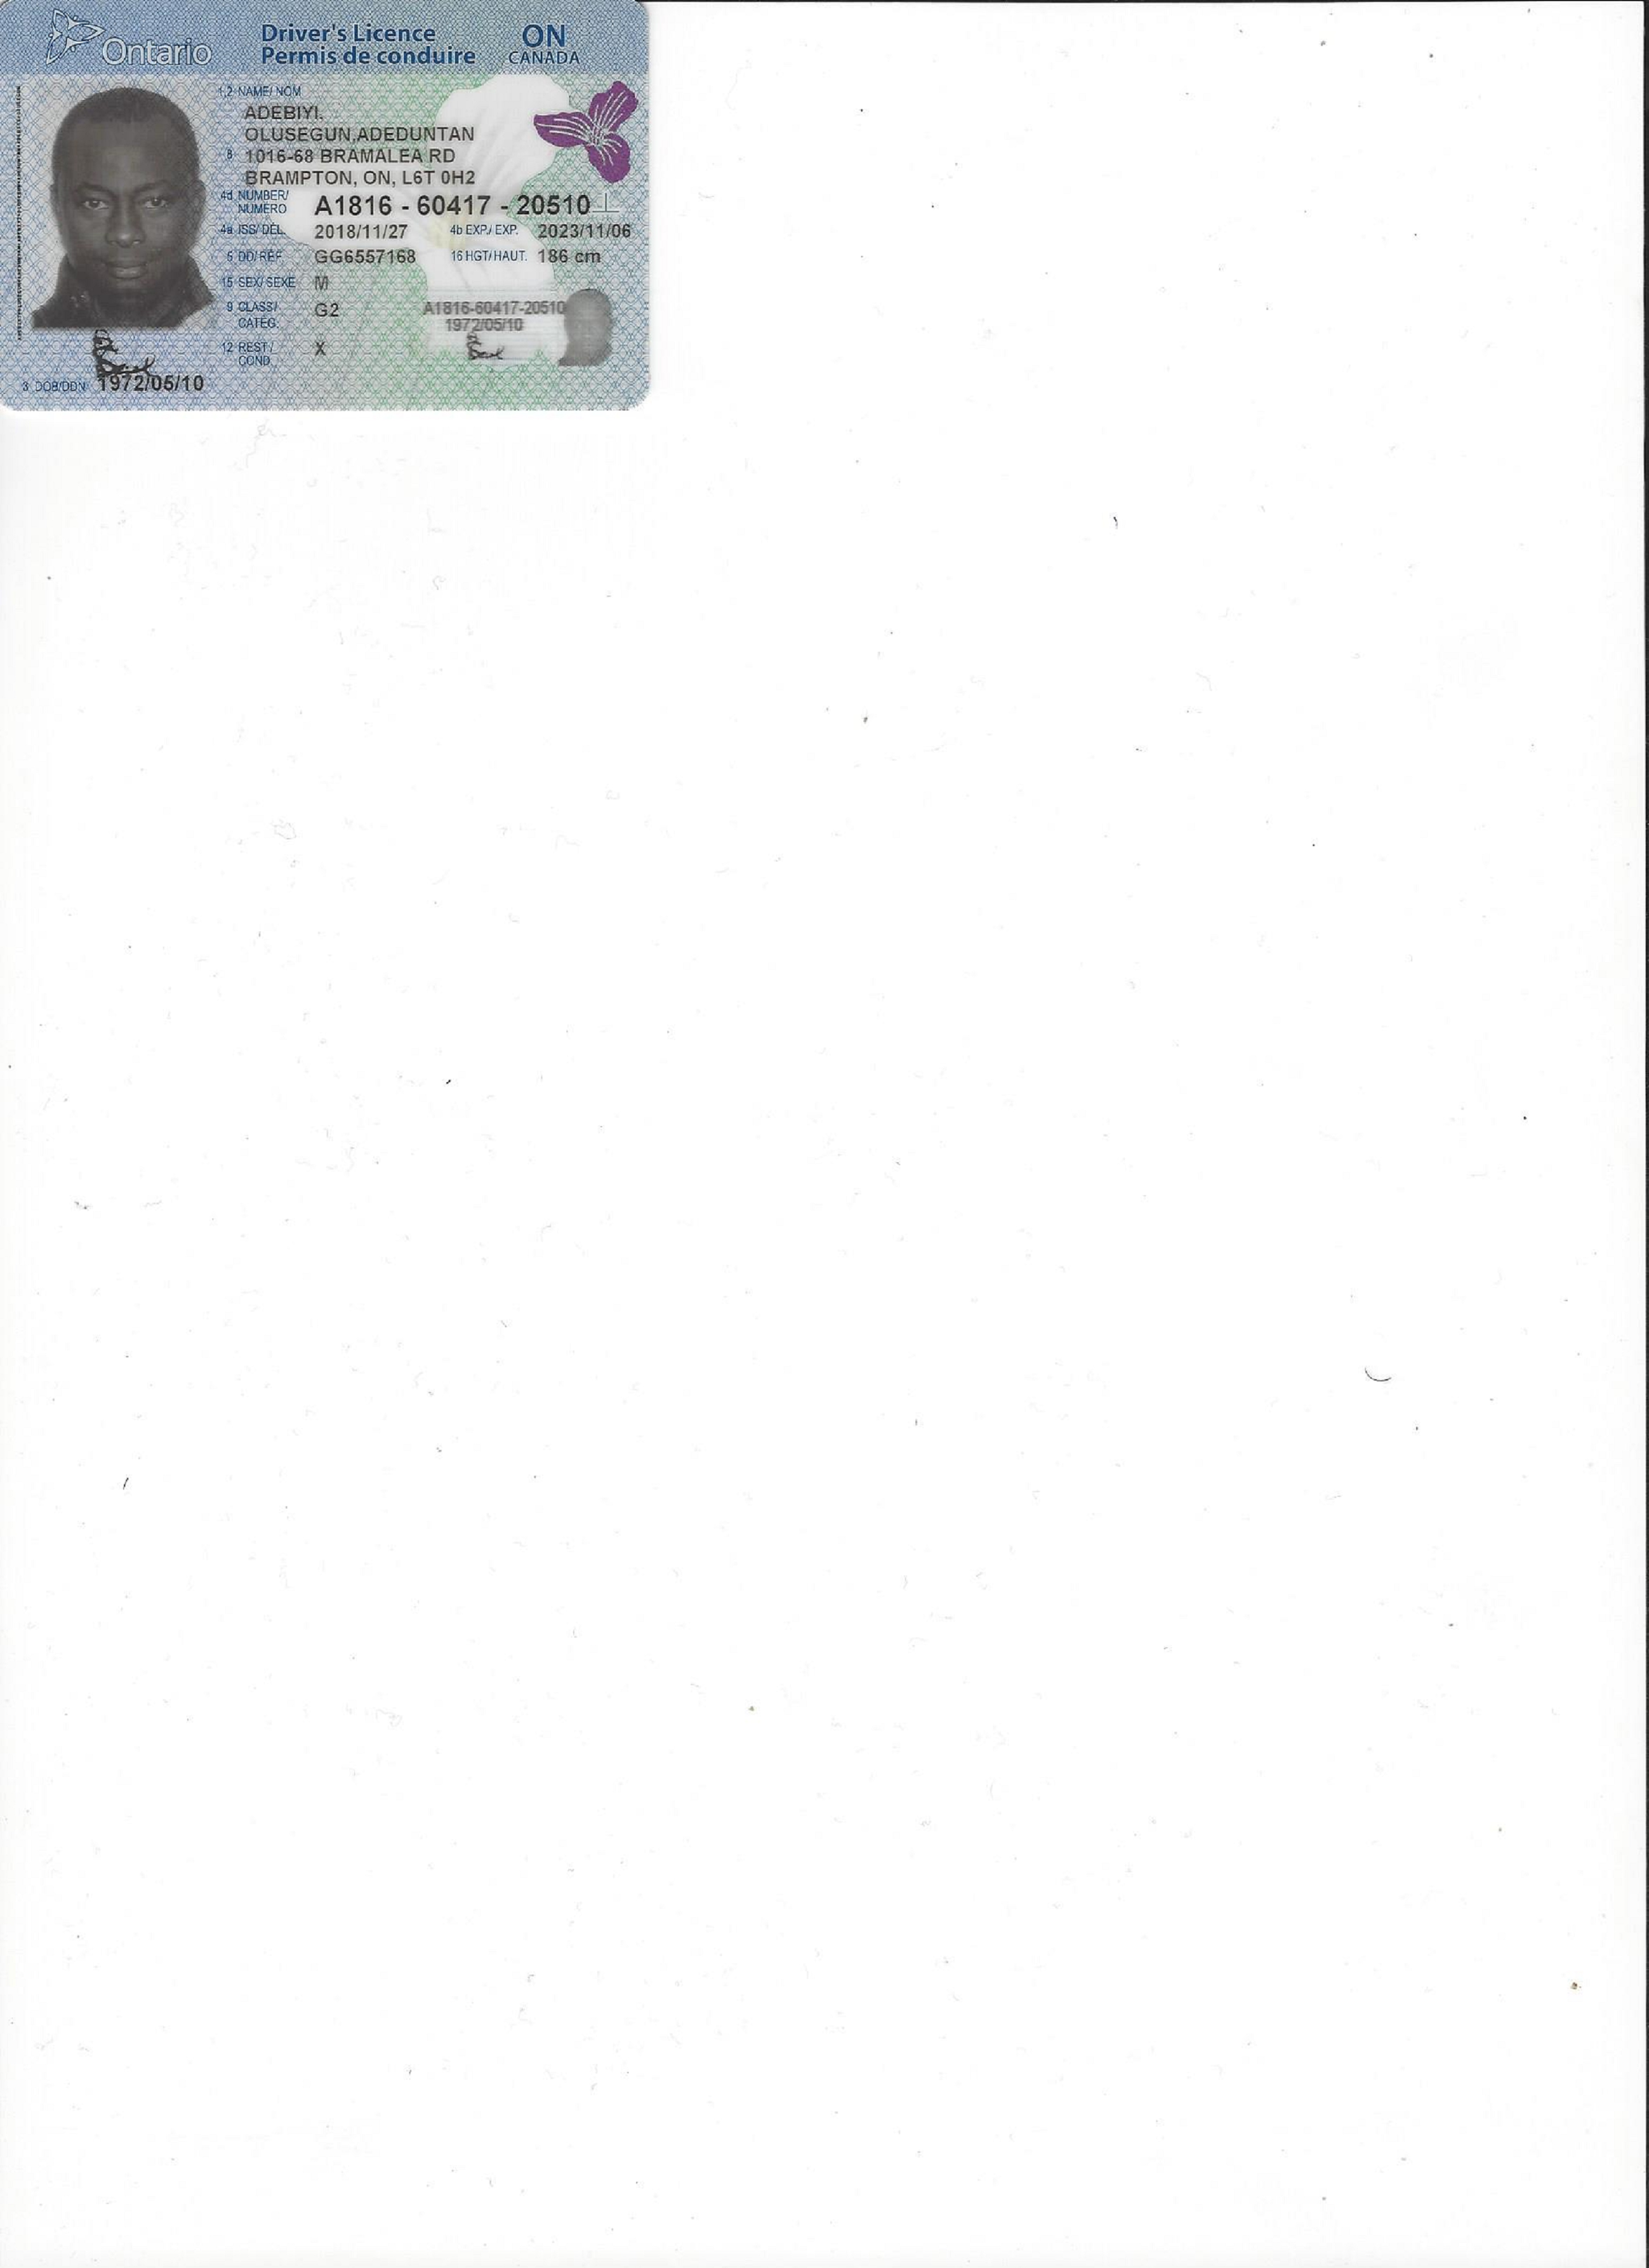 Ontario
Driver's Licence
Permis de conduire
ON
CANADA
1,2 NAME/ NOM
ADEBIYI,
OLUSEGUN,ADEDUNTAN
8 1016-68 BRAMALEA RD
BRAMPTON, ON, L6T 0H2
4d NUMBER/
NUMÉRO
A1816 - 60417 - 20510
4a ISS/ DÉL. 2018/11/27 4b EXP./ EXP. 2023/11/06
5 DD/RÉF. GG6557168 16 HGT/HAUT. 186 cm
15 SEX/ SEXE M
9 CLASS/
CATÉG.
G2
A1816-60417-20510
1972/05/10
12 REST./
COND.
X
3 DOB/DDN 1972/05/10